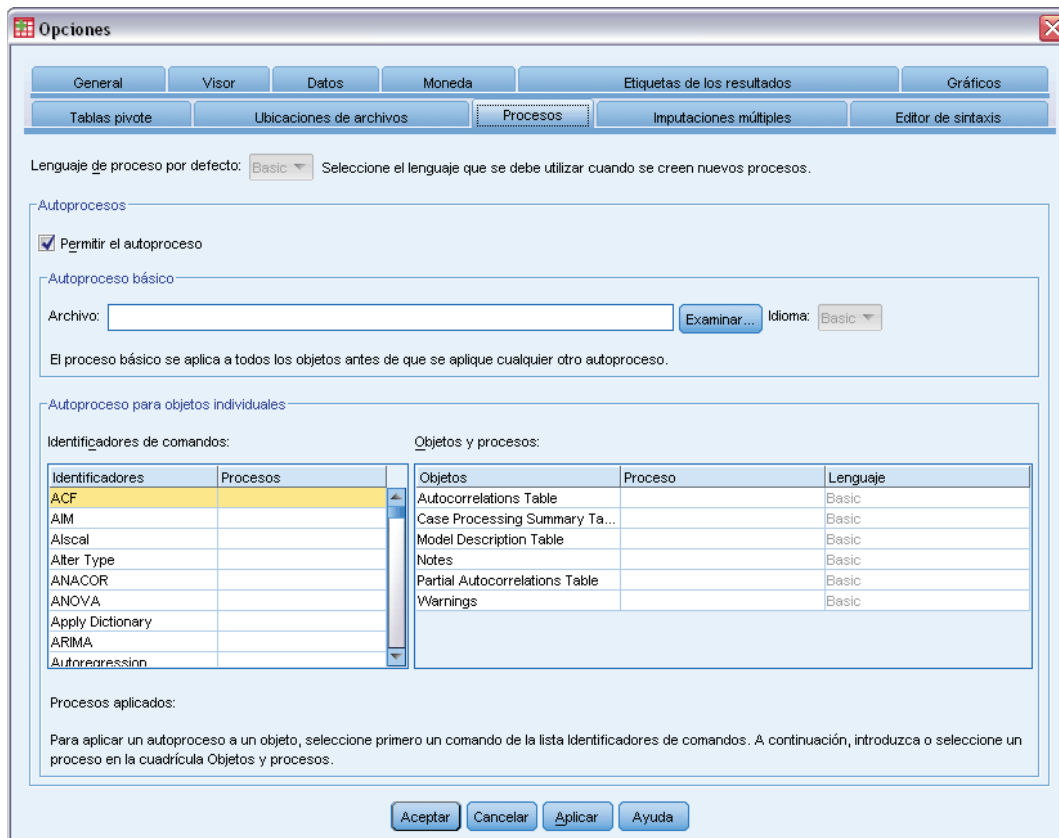 Opciones
General Visor Datos Moneda Etiquetas de los resultados Gráficos
Tablas pivote Ubicaciones de archivos Procesos Imputaciones múltiples Editor de sintaxis
Lenguaje de proceso por defecto: Basic Seleccione el lenguaje que se debe utilizar cuando se creen nuevos procesos.
Autoprocesos
Permitir el autoproceso
Autoproceso básico
Archivo: Examinar... Idioma: Basic
El proceso básico se aplica a todos los objetos antes de que se aplique cualquier otro autoproceso.
Autoproceso para objetos individuales
Identificadores de comandos: Objetos y procesos:
Identificadores Procesos Objetos Proceso Lenguaje
ACF Autocorrelations Table Basic
AIM Case Processing Summary Ta... Basic
Alscal Model Description Table Basic
Alter Type Notes Basic
ANACOR Partial Autocorrelations Table Basic
ANOVA Warnings Basic
Apply Dictionary
ARIMA
Autoregression
Procesos aplicados:
Para aplicar un autoproceso a un objeto, seleccione primero un comando de la lista Identificadores de comandos. A continuación, introduzca o seleccione un
proceso en la cuadrícula Objetos y procesos.
Aceptar Cancelar Aplicar Ayuda